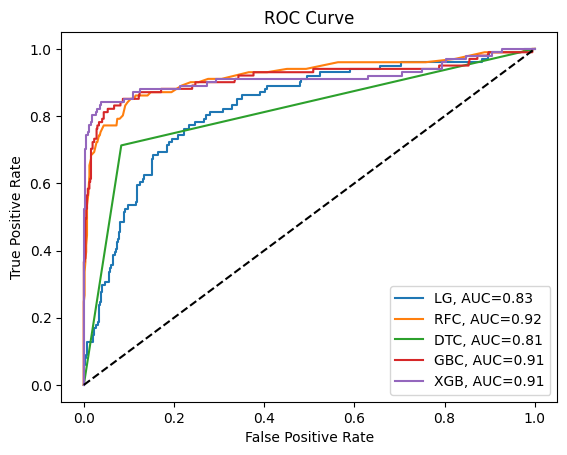 ROC Curve
True Positive Rate
1.0
0.8
0.6
0.4
0.2
0.0
LG, AUC=0.83
RFC, AUC=0.92
DTC, AUC=0.81
GBC, AUC=0.91
XGB, AUC=0.91
0.0 0.2 0.4 0.6 0.8 1.0
False Positive Rate